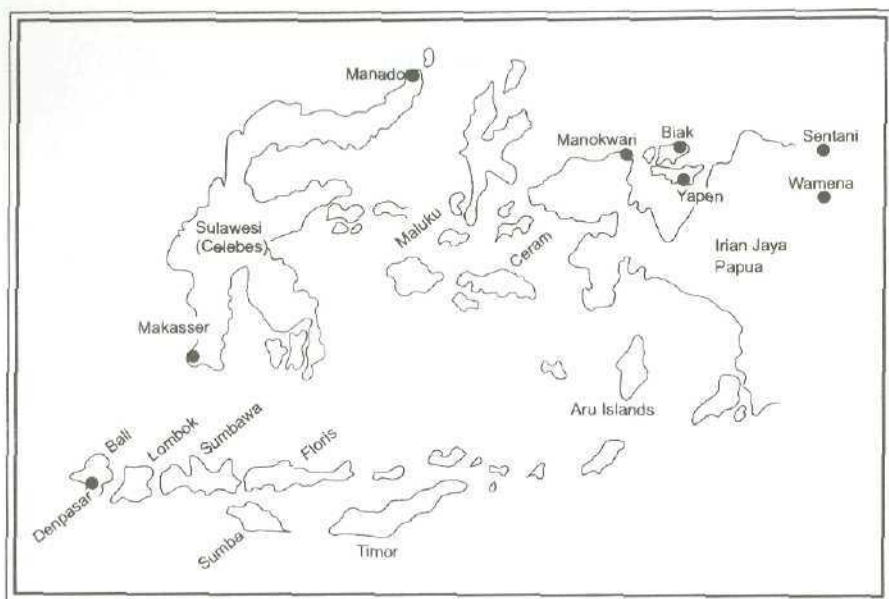 Manado
Manokwari
Biak
Sentani
Yapen
Wamena
Sulawesi
(Celebes)
Maluku
Ceram
Irian Jaya
Papua
Makasser
Aru Islands
Bali
Lombok
Sumbawa
Floris
Denpasar
Sumba
Timor